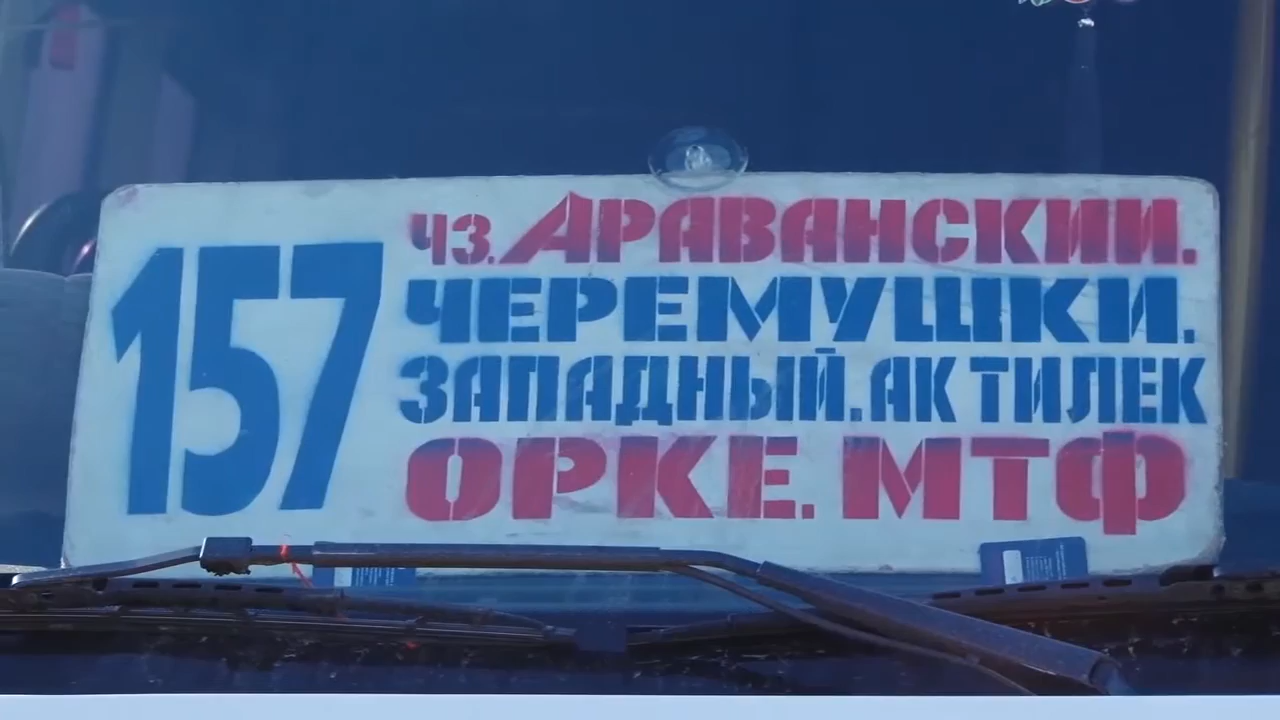 157
чз. АРАВАНСКИЙ.
ЧЕРЕМУШКИ.
ЗАПАДНЫЙ. АК ТИЛЕК
ОРКЕ. МТФ